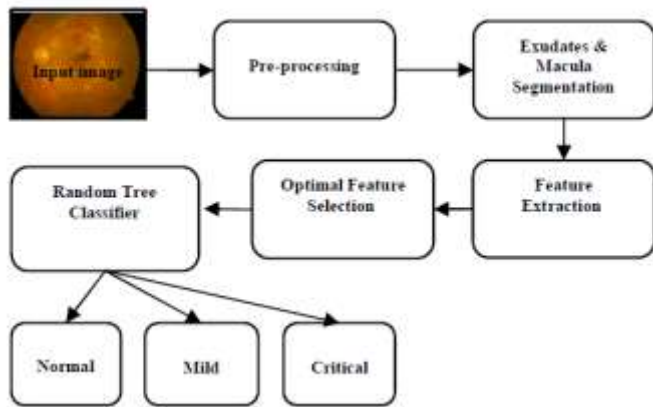 Input image
Pre-processing
Exudates &
Macula
Segmentation
Random Tree
Classifier
Optimal Feature
Selection
Feature
Extraction
Normal
Mild
Critical